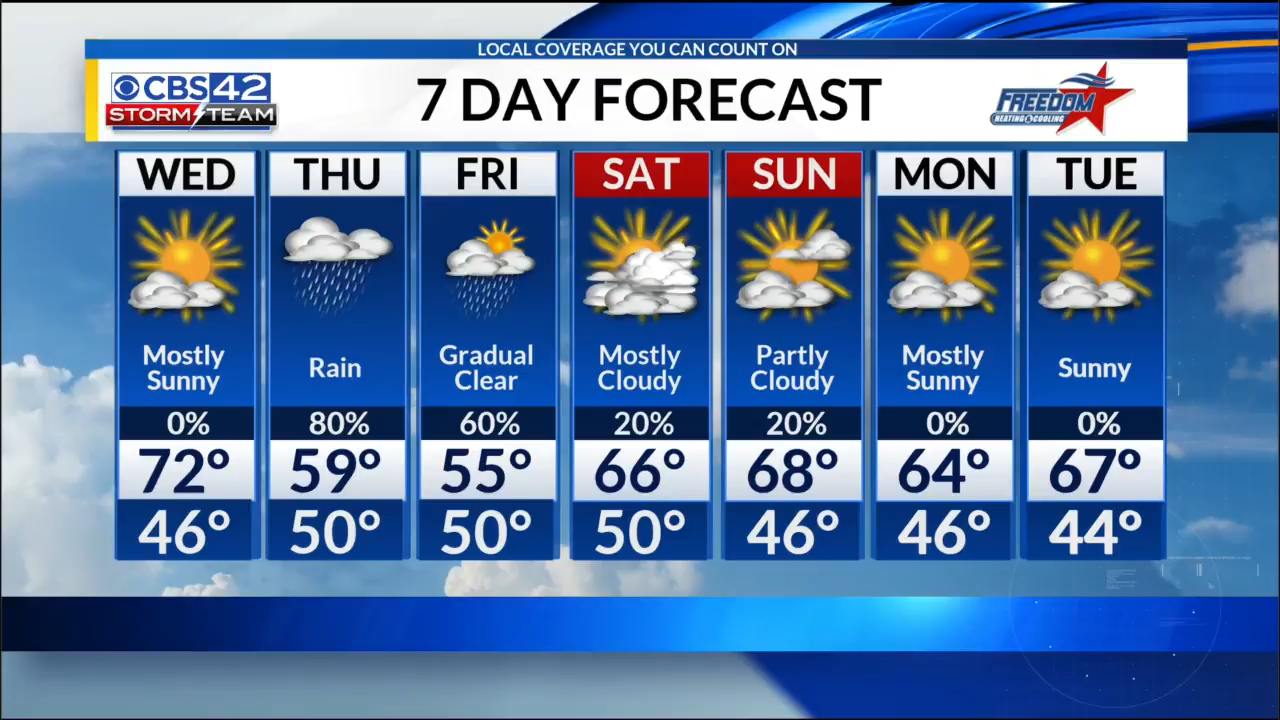 LOCAL COVERAGE YOU CAN COUNT ON
CBS 42
STORM TEAM
7 DAY FORECAST
FREEDOM
HEATING & COOLING
WED THU FRI SAT SUN MON TUE
Mostly Sunny Rain Gradual Clear Mostly Cloudy Partly Cloudy Mostly Sunny Sunny
0% 80% 60% 20% 20% 0% 0%
72° 59° 55° 66° 68° 64° 67°
46° 50° 50° 50° 46° 46° 44°